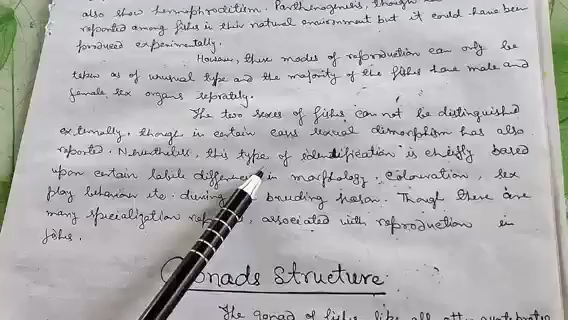 also show hermophroditism. Parthenogenesis, though
reported among fishes in their natural environment but it could have been
produced experimentally.
However, these modes of reproduction can only be
taken as of unusual type and the majority of the fishes have male and
female sex organs seprately.
The two sexes of fishes can not be distinguished
externally, though in certain cases sexual dimorphism has also
reported. Nevertheless, this type of identification is chiefly based
upon certain labile in morphology, colouration, sex
play behaviour etc. during breeding season. Though there are
many specialization associated with reproduction in
fishes.
Gonads Structure
The gonad of fishes like all other vertebrates